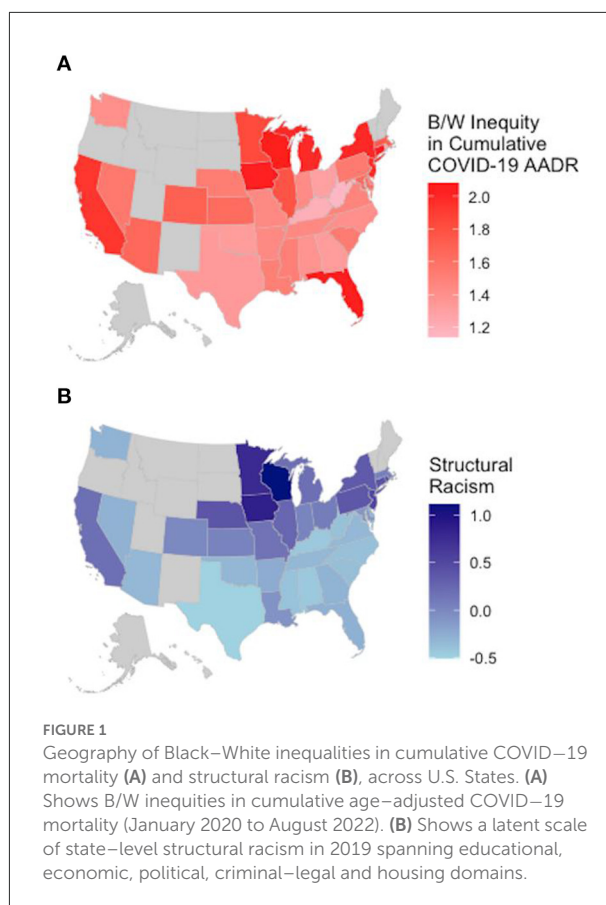 A
B/W Inequity
in Cumulative
COVID-19 AADR
2.0
1.8
1.6
1.4
1.2
B
Structural
Racism
1.0
0.5
0.0
-0.5
FIGURE 1
Geography of Black–White inequalities in cumulative COVID−19
mortality (A) and structural racism (B), across U.S. States. (A)
Shows B/W inequities in cumulative age–adjusted COVID−19
mortality (January 2020 to August 2022). (B) Shows a latent scale
of state–level structural racism in 2019 spanning educational,
economic, political, criminal–legal and housing domains.